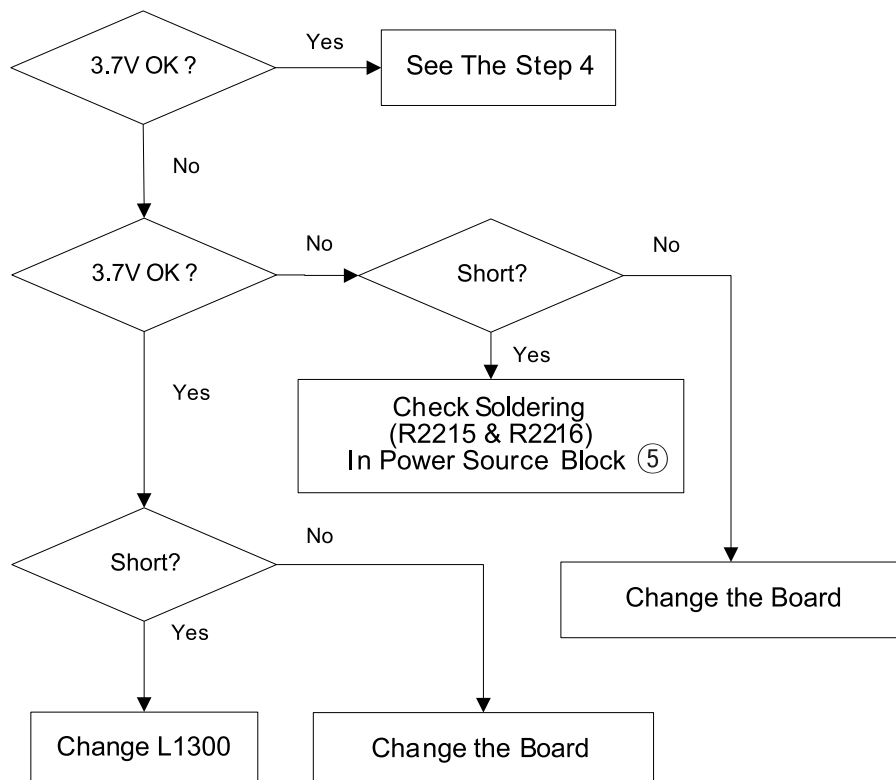 3.7V OK ?
Yes
See The Step 4
No
3.7V OK ?
No
Short?
No
Yes
Yes
Check Soldering
(R2215 & R2216)
In Power Source Block ⑤
Short?
No
Yes
Change the Board
Change L1300
Change the Board